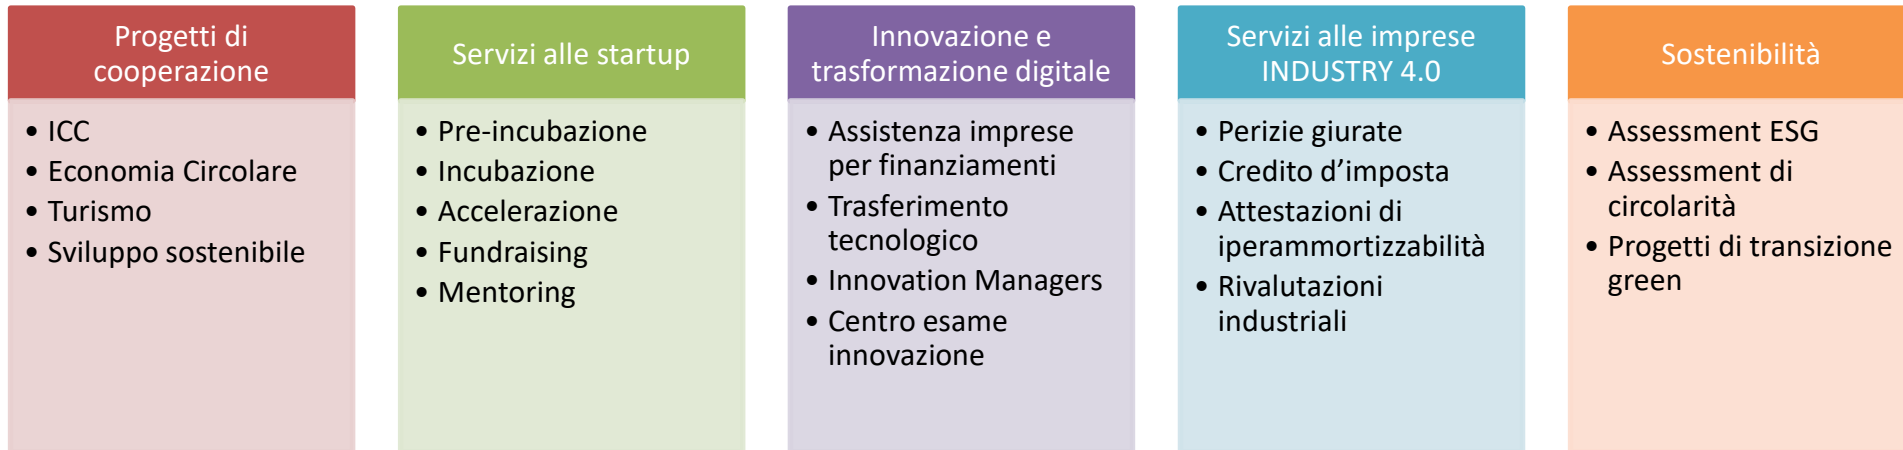 Progetti di
cooperazione
• ICC
• Economia Circolare
• Turismo
• Sviluppo sostenibile
Servizi alle startup
• Pre-incubazione
• Incubazione
• Accelerazione
• Fundraising
• Mentoring
Innovazione e
trasformazione digitale
• Assistenza imprese
per finanziamenti
• Trasferimento
tecnologico
• Innovation Managers
• Centro esame
innovazione
Servizi alle imprese
INDUSTRY 4.0
• Perizie giurate
• Credito d’imposta
• Attestazioni di
iperammortizzabilità
• Rivalutazioni
industriali
Sostenibilità
• Assessment ESG
• Assessment di
circolarità
• Progetti di transizione
green